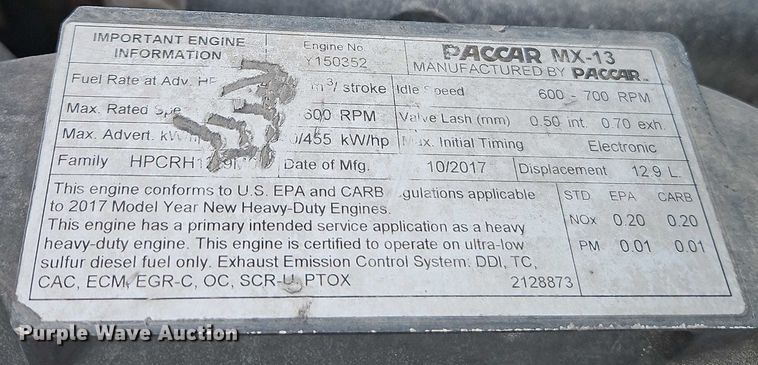 IMPORTANT ENGINE INFORMATION
Engine No.
Y150352
PACCAR MX-13
MANUFACTURED BY PACCAR
Fuel Rate at Adv. HP /stroke Idle Speed 600 - 700 RPM
Max. Rated RPM Valve Lash (mm) 0.50 int. 0.70 exh.
Max. Advert. /455 kW/hp Max. Initial Timing Electronic
Family Date of Mfg. 10/2017 Displacement 12.9 L.
This engine conforms to U.S. EPA and CARB regulations applicable
to 2017 Model Year New Heavy-Duty Engines.
This engine has a primary intended service application as a heavy
heavy-duty engine. This engine is certified to operate on ultra-low
sulfur diesel fuel only. Exhaust Emission Control System: DDI, TC,
CAC, ECM, EGR-C, OC, SCR-U, PTOX
STD EPA CARB
NOx 0.20 0.20
PM 0.01 0.01
2128873
Purple Wave Auction